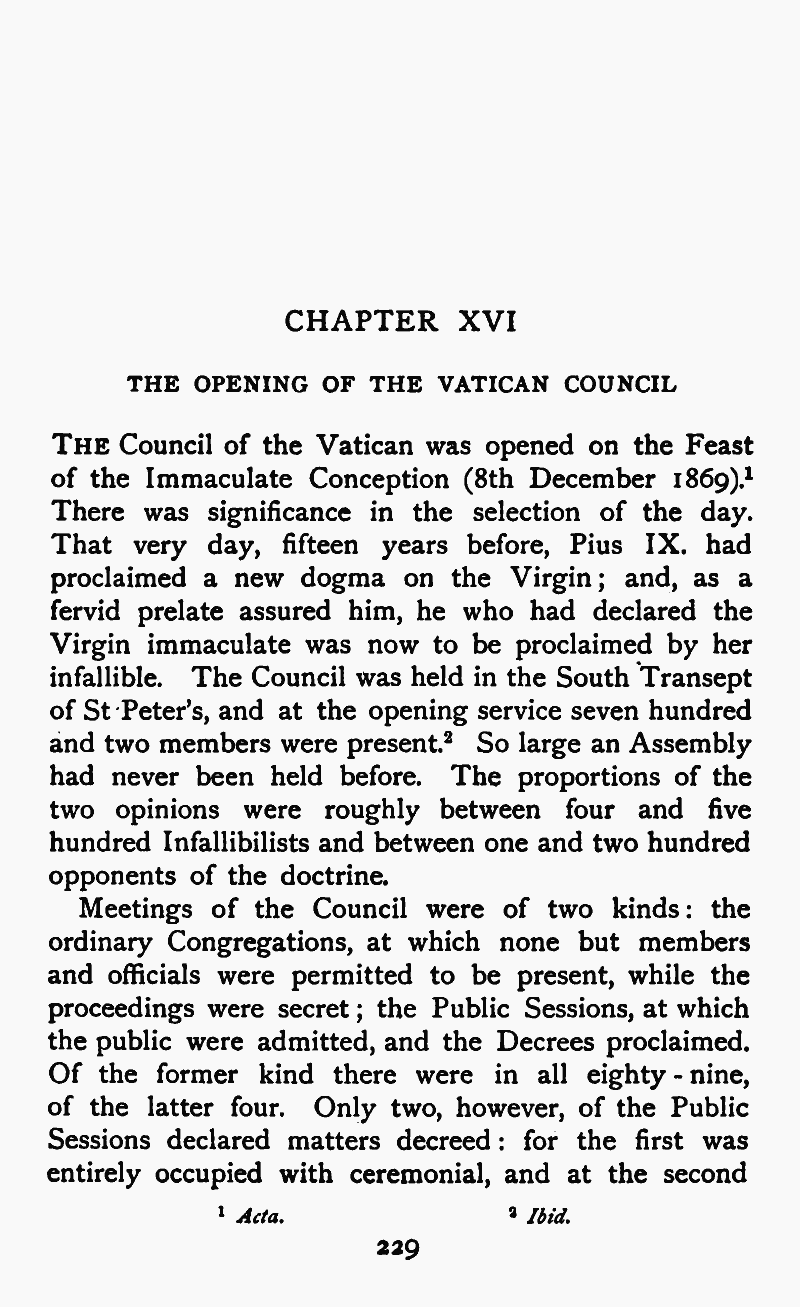 CHAPTER XVI
THE OPENING OF THE VATICAN COUNCIL
THE Council of the Vatican was opened on the Feast
of the Immaculate Conception (8th December 1869).¹
There was significance in the selection of the day.
That very day, fifteen years before, Pius IX. had
proclaimed a new dogma on the Virgin; and, as a
fervid prelate assured him, he who had declared the
Virgin immaculate was now to be proclaimed by her
infallible. The Council was held in the South Transept
of St Peter's, and at the opening service seven hundred
and two members were present.² So large an Assembly
had never been held before. The proportions of the
two opinions were roughly between four and five
hundred Infallibilists and between one and two hundred
opponents of the doctrine.
Meetings of the Council were of two kinds: the
ordinary Congregations, at which none but members
and officials were permitted to be present, while the
proceedings were secret; the Public Sessions, at which
the public were admitted, and the Decrees proclaimed.
Of the former kind there were in all eighty-nine,
of the latter four. Only two, however, of the Public
Sessions declared matters decreed: for the first was
entirely occupied with ceremonial, and at the second
¹ Acta. ² Ibid.
229